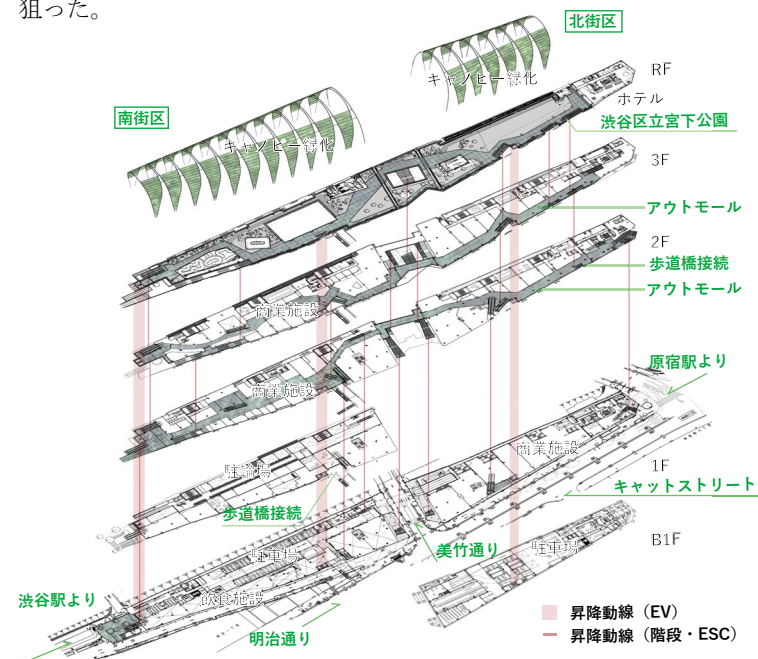 狙った。
北街区
キャノピー緑化
RF
ホテル
南街区
渋谷区立宮下公園
キャノピー緑化
3F
アウトモール
2F
歩道橋接続
アウトモール
商業施設
原宿駅より
商業施設
商業施設
駐輪場
1F
キャットストリート
歩道橋接続
B1F
美竹通り
駐車場
駐車場
飲食施設
渋谷駅より
明治通り
昇降動線（EV）
昇降動線（階段・ESC）